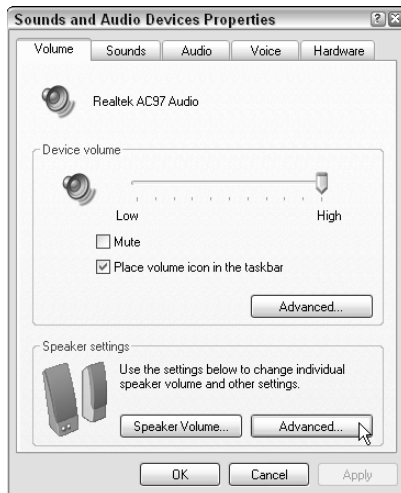 Sounds and Audio Devices Properties
Volume Sounds Audio Voice Hardware
Realtek AC97 Audio
Device volume
Low High
Mute
Place volume icon in the taskbar
Advanced...
Speaker settings
Use the settings below to change individual
speaker volume and other settings.
Speaker Volume... Advanced...
OK Cancel Apply